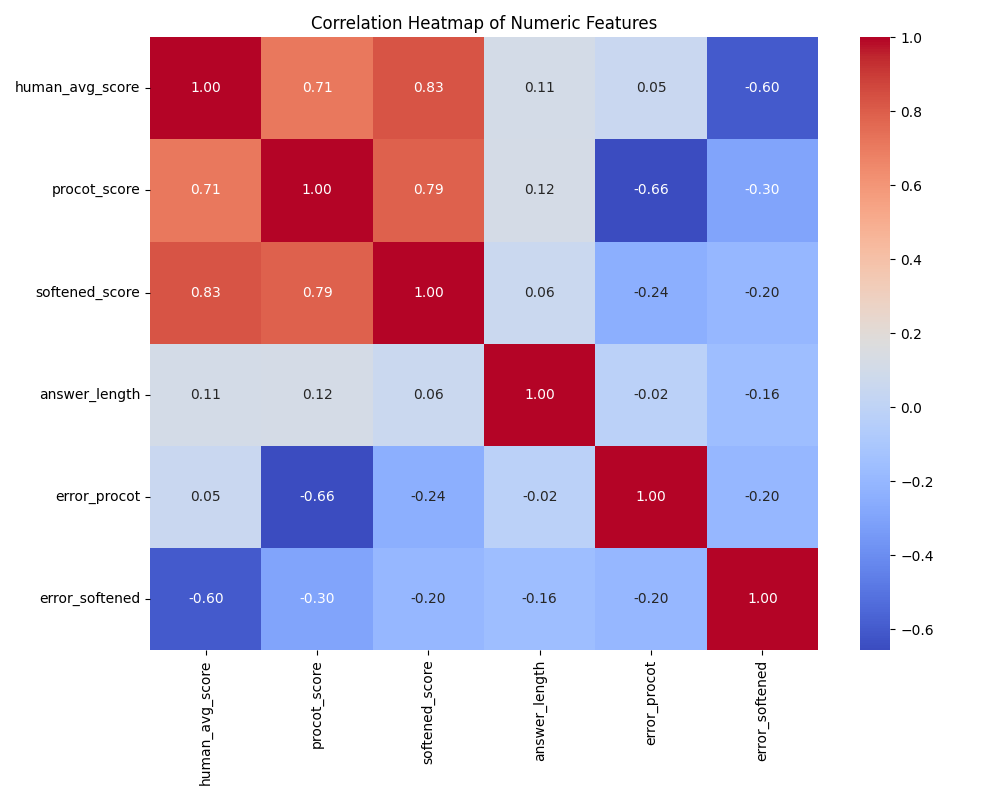 Correlation Heatmap of Numeric Features
human_avg_score 1.00 0.71 0.83 0.11 0.05 -0.60
procot_score 0.71 1.00 0.79 0.12 -0.66 -0.30
softened_score 0.83 0.79 1.00 0.06 -0.24 -0.20
answer_length 0.11 0.12 0.06 1.00 -0.02 -0.16
error_procot 0.05 -0.66 -0.24 -0.02 1.00 -0.20
error_softened -0.60 -0.30 -0.20 -0.16 -0.20 1.00
human_avg_score
procot_score
softened_score
answer_length
error_procot
error_softened
1.0
0.8
0.6
0.4
0.2
0.0
−0.2
−0.4
−0.6